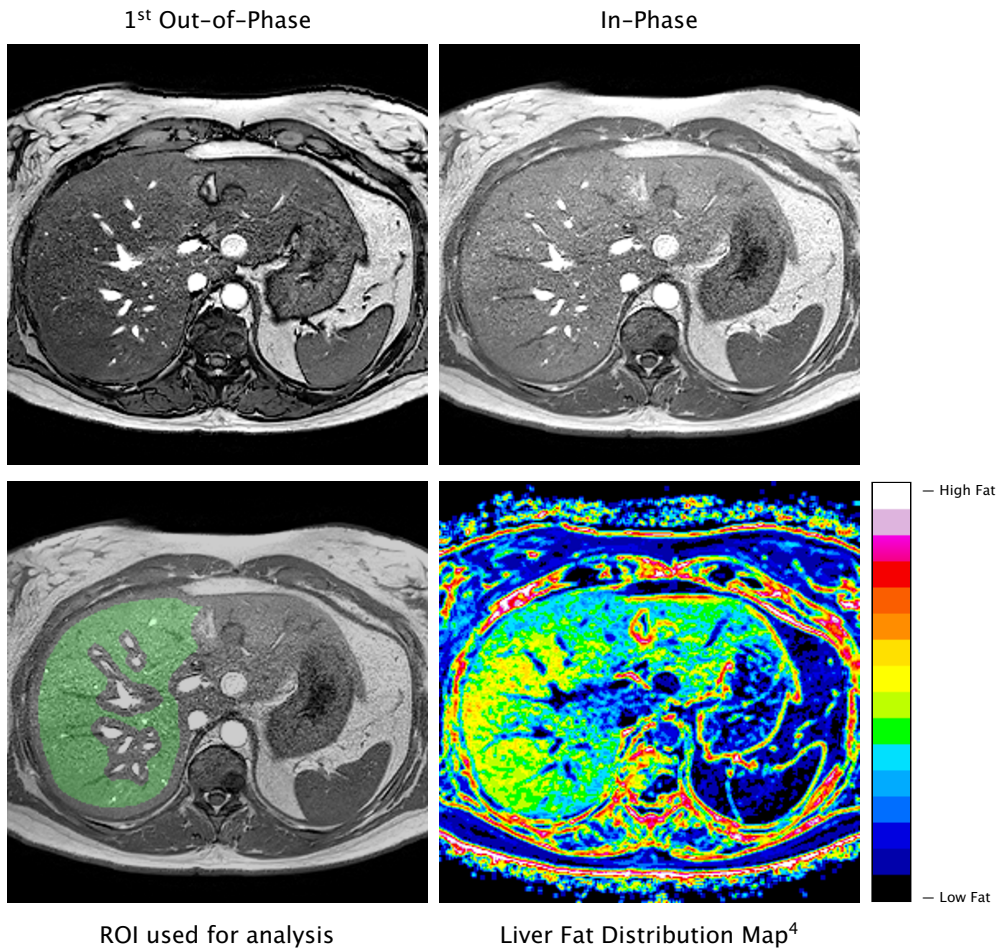 1st Out-of-Phase
In-Phase
— High Fat
— Low Fat
ROI used for analysis
Liver Fat Distribution Map4